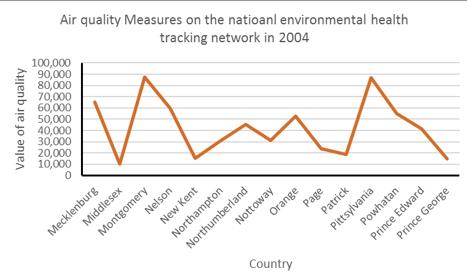 Air quality Measures on the natioanl environmental health
tracking network in 2004
Value of air quality
100,000
90,000
80,000
70,000
60,000
50,000
40,000
30,000
20,000
10,000
0
Mecklenburg
Middlesex
Montgomery
Nelson
New Kent
Northampton
Northumberland
Nottoway
Orange
Page
Patrick
Pittsylvania
Powhatan
Prince Edward
Prince George
Country